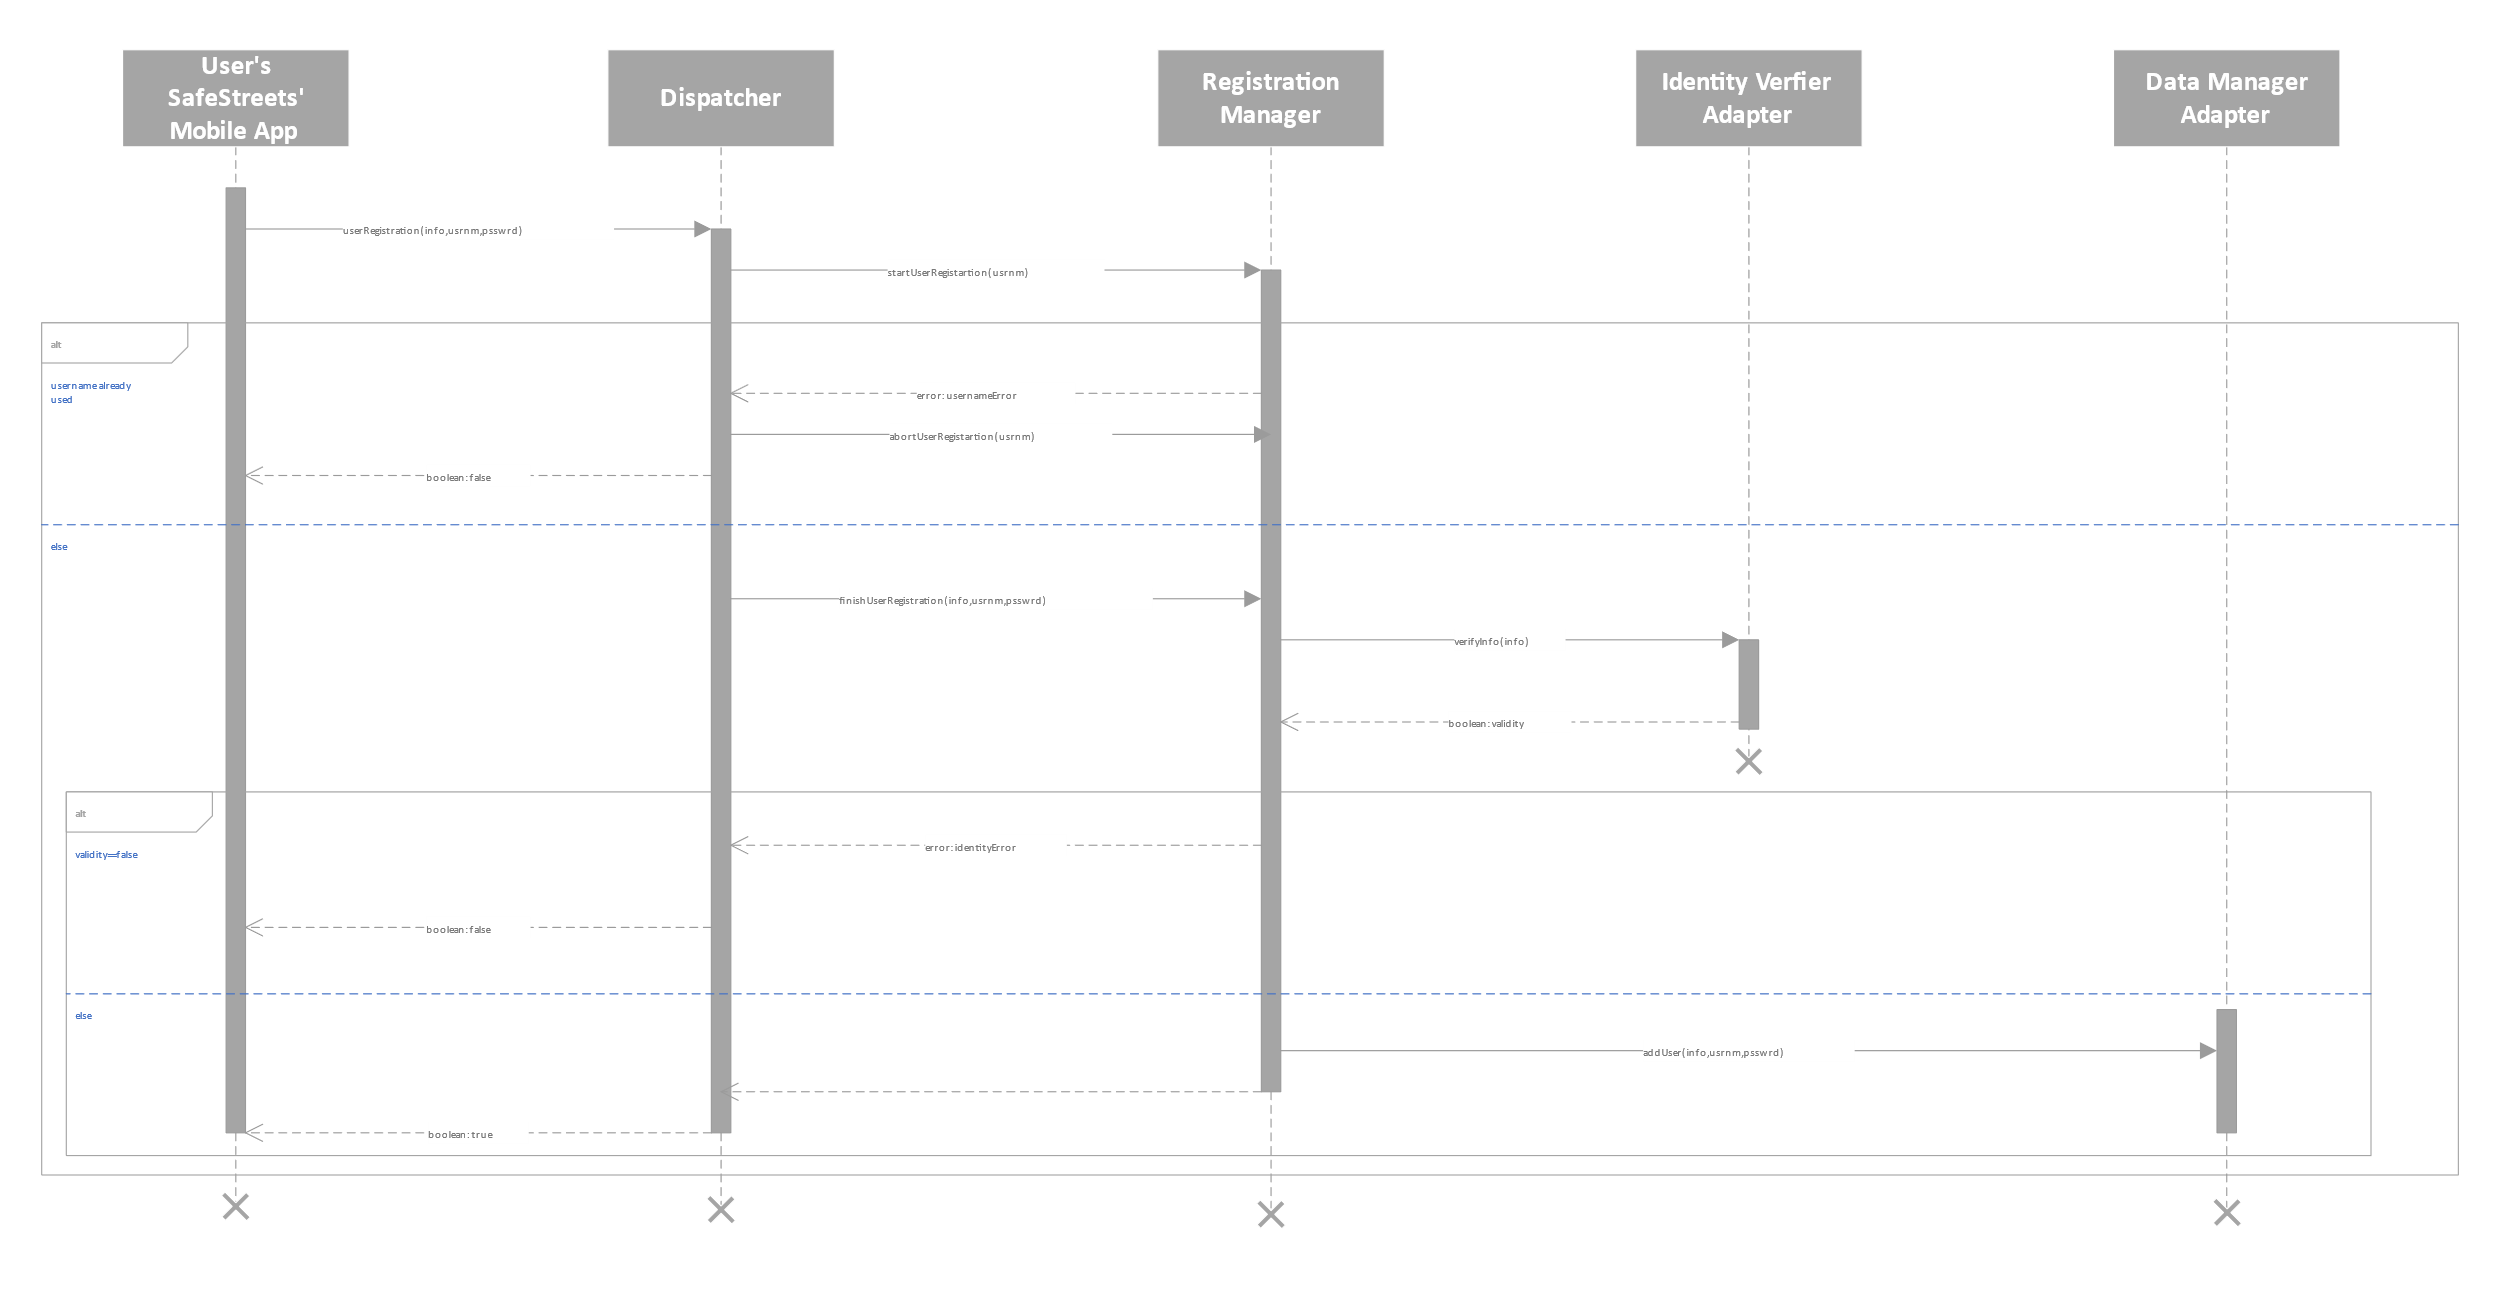 User's
SafeStreets'
Mobile App
Dispatcher
Registration
Manager
Identity Verfier
Adapter
Data Manager
Adapter
userRegistration(info,usrnm,psswrd)
startUserRegistartion(usrnm)
alt
username already
used
error: usernameError
abortUserRegistartion(usrnm)
boolean: false
else
finishUserRegistration(info,usrnm,psswrd)
verifyInfo(info)
boolean: validity
alt
validity==false
error: identityError
boolean: false
else
addUser(info,usrnm,psswrd)
boolean: true